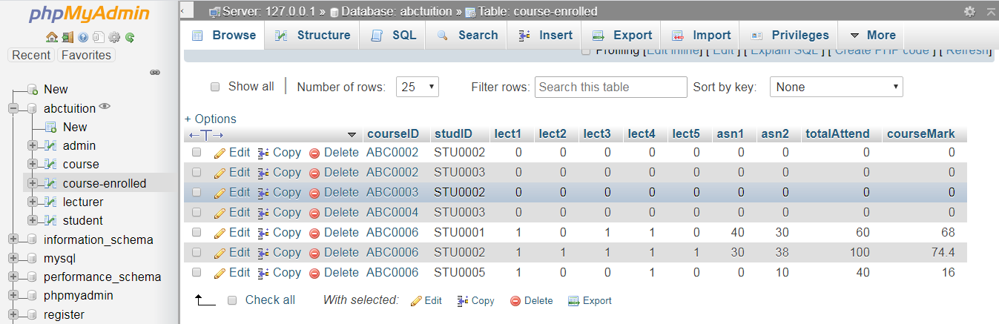 phpMyAdmin
Recent Favorites
New
abctuition
New
admin
course
course-enrolled
lecturer
student
information_schema
mysql
performance_schema
phpmyadmin
register
Server: 127.0.0.1 » Database: abctuition » Table: course-enrolled
Browse Structure SQL Search Insert Export Import Privileges More
Profiling [Edit inline] [ Edit ] [ Explain SQL ] [ Create PHP code ] [ Refresh]
Show all Number of rows: 25 Filter rows: Search this table Sort by key: None
+ Options
←T→ courseID studID lect1 lect2 lect3 lect4 lect5 asn1 asn2 totalAttend courseMark
Edit Copy Delete ABC0002 STU0002 0 0 0 0 0 0 0 0 0
Edit Copy Delete ABC0002 STU0003 0 0 0 0 0 0 0 0 0
Edit Copy Delete ABC0003 STU0002 0 0 0 0 0 0 0 0 0
Edit Copy Delete ABC0004 STU0003 0 0 0 0 0 0 0 0 0
Edit Copy Delete ABC0006 STU0001 1 0 1 1 0 40 30 60 68
Edit Copy Delete ABC0006 STU0002 1 1 1 1 1 30 38 100 74.4
Edit Copy Delete ABC0006 STU0005 1 0 0 1 0 0 10 40 16
Check all With selected: Edit Copy Delete Export